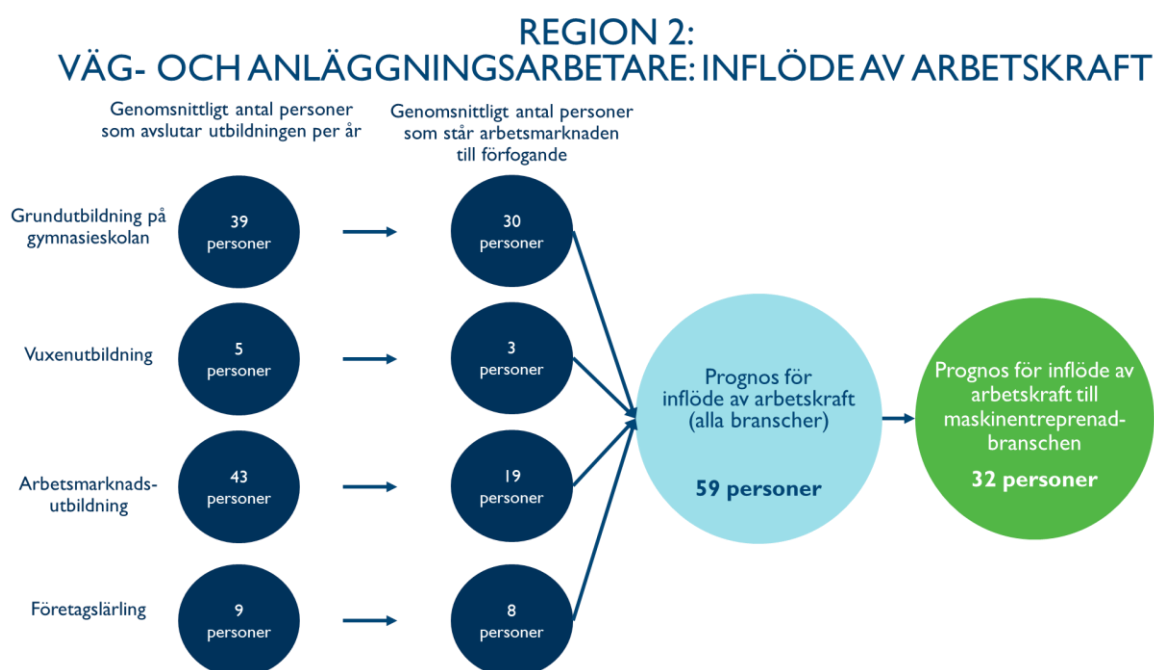 REGION 2:
VÄG- OCH ANLÄGGNINGSARBETARE: INFLÖDE AV ARBETSKRAFT
Genomsnittligt antal personer
som avslutar utbildningen per år
Genomsnittligt antal personer
som står arbetsmarknaden
till förfogande
Grundutbildning på
gymnasieskolan
39
personer
30
personer
Vuxenutbildning
5
personer
3
personer
Arbetsmarknads-
utbildning
43
personer
19
personer
Företagslärling
9
personer
8
personer
Prognos för
inflöde av arbetskraft
(alla branscher)
59 personer
Prognos för inflöde av
arbetskraft till
maskinentreprenad-
branschen
32 personer